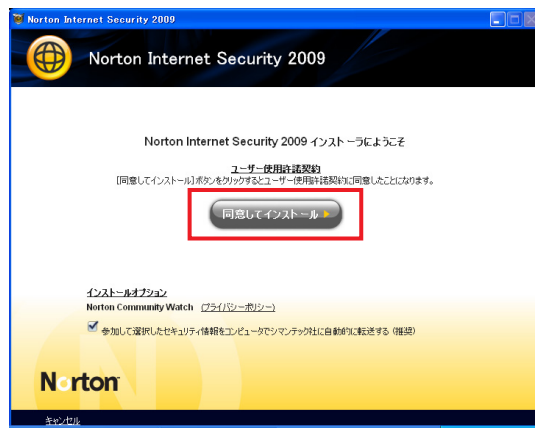 Norton Internet Security 2009
Norton Internet Security 2009
Norton Internet Security 2009 インストーラにようこそ
ユーザー使用許諾契約
[同意してインストール]ボタンをクリックするとユーザー使用許諾契約に同意したことになります。
同意してインストール
インストールオプション
Norton Community Watch (プライバシーポリシー)
参加して選択したセキュリティ情報をコンピュータでシマンテック社に自動的に転送する (推奨)
Norton
キャンセル